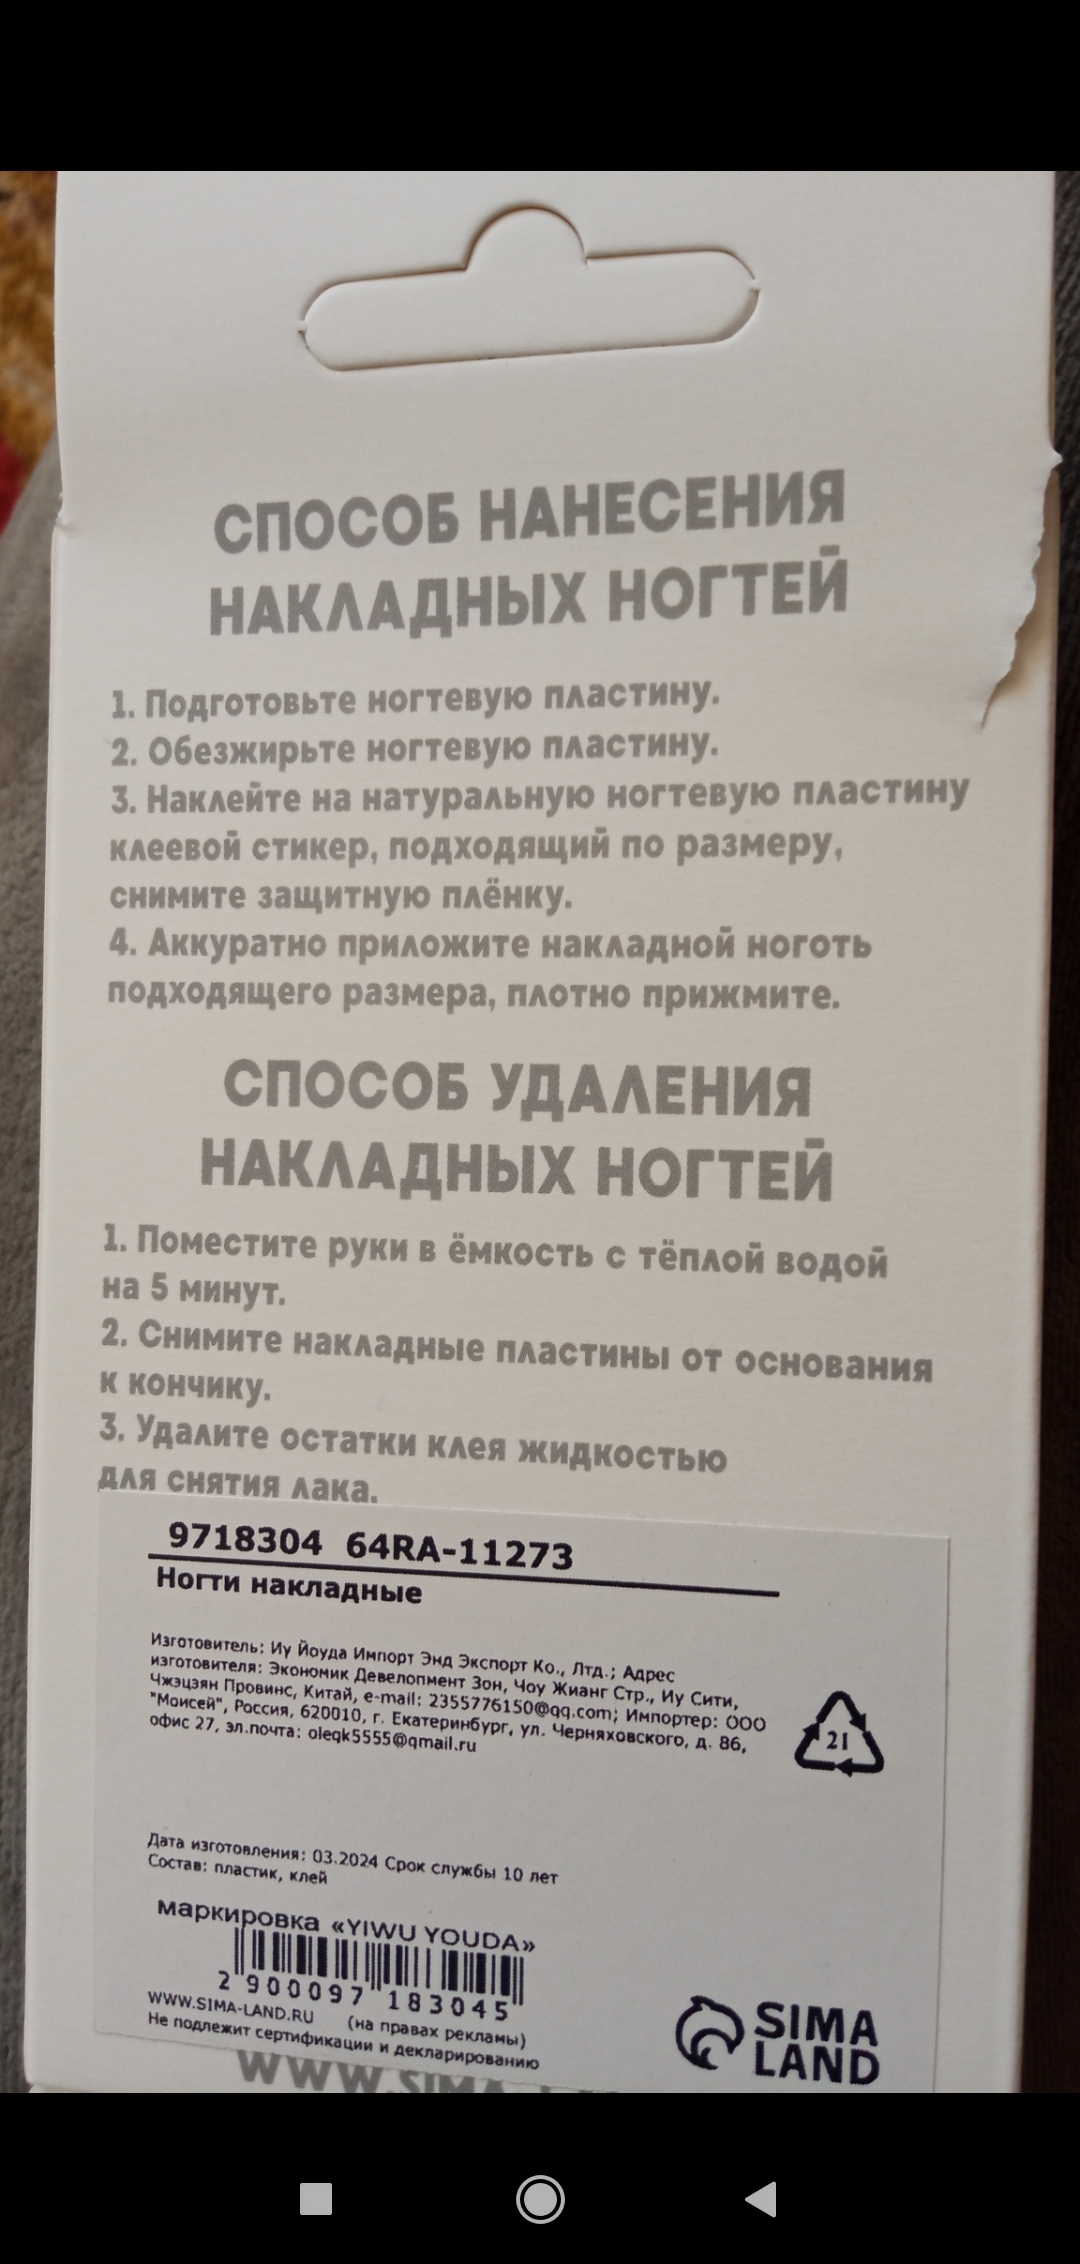 СПОСОБ НАНЕСЕНИЯ
НАКЛАДНЫХ НОГТЕЙ
1. Подготовьте ногтевую пластину.
2. Обезжирьте ногтевую пластину.
3. Наклейте на натуральную ногтевую пластину
клеевой стикер, подходящий по размеру,
снимите защитную плёнку.
4. Аккуратно приложите накладной ноготь
подходящего размера, плотно прижмите.
СПОСОБ УДАЛЕНИЯ
НАКЛАДНЫХ НОГТЕЙ
1. Поместите руки в ёмкость с тёплой водой
на 5 минут.
2. Снимите накладные пластины от основания
к кончику.
3. Удалите остатки клея жидкостью
для снятия лака.
9718304 64RA-11273
Ногти накладные
Изготовитель: Иу Йоуда Импорт Энд Экспорт Ко., Лтд.; Адрес
изготовителя: Экономик Девелопмент Зон, Чоу Жианг Стр., Иу Сити,
Чжэцзян Провинс, Китай, e-mail: 2355776150@qq.com; Импортер: ООО
"Моисей", Россия, 620010, г. Екатеринбург, ул. Черняховского, д. 86,
офис 27, эл.почта: olegk5555@gmail.ru
21
Дата изготовления: 03.2024 Срок службы 10 лет
Состав: пластик, клей
маркировка «YIWU YOUDA»
2 900097 183045
WWW.SIMA-LAND.RU (на правах рекламы)
Не подлежит сертификации и декларированию
SIMA
LAND